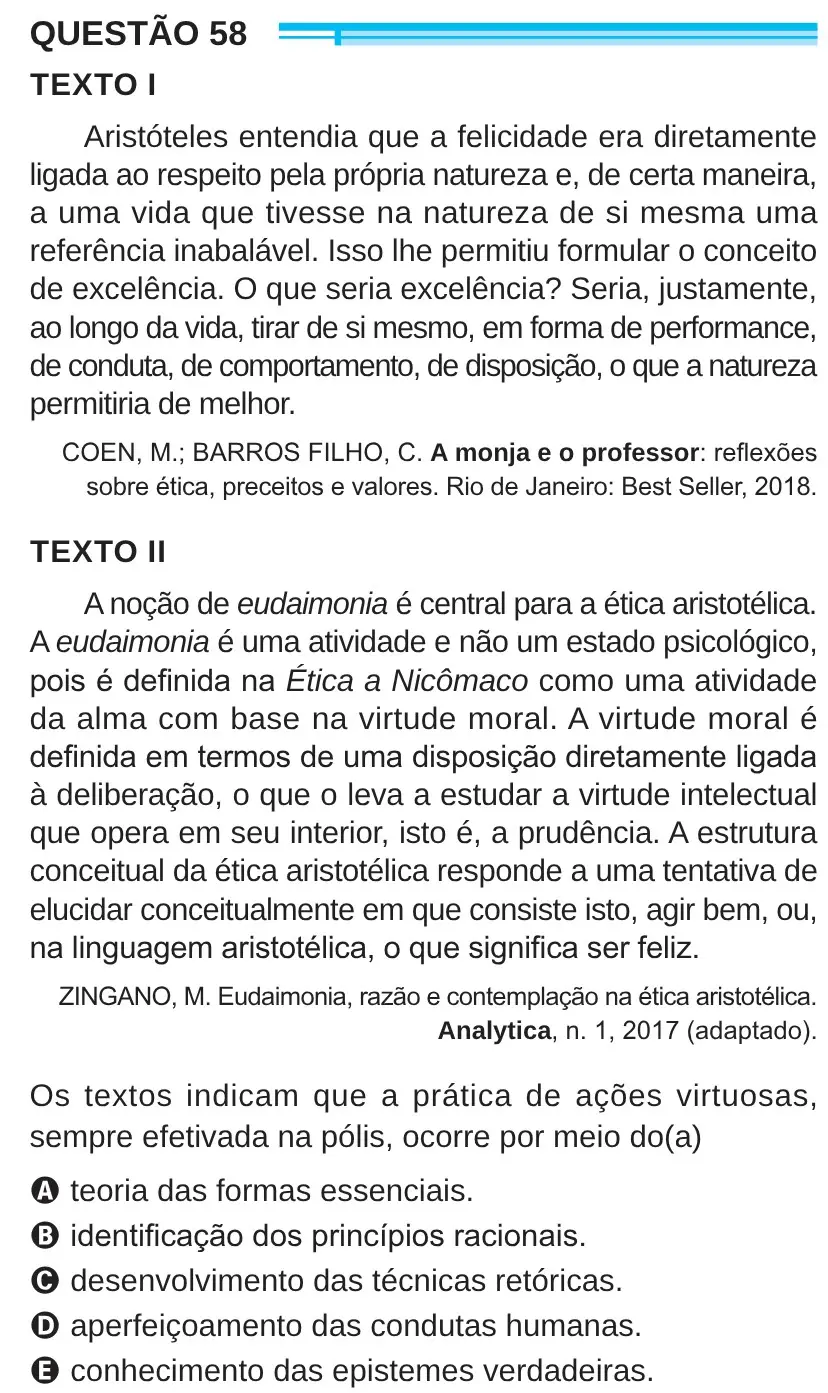 QUESTÃO 58
TEXTO I
Aristóteles entendia que a felicidade era diretamente
ligada ao respeito pela própria natureza e, de certa maneira,
a uma vida que tivesse na natureza de si mesma uma
referência inabalável. Isso lhe permitiu formular o conceito
de excelência. O que seria excelência? Seria, justamente,
ao longo da vida, tirar de si mesmo, em forma de performance,
de conduta, de comportamento, de disposição, o que a natureza
permitiria de melhor.
COEN, M.; BARROS FILHO, C. A monja e o professor: reflexões
sobre ética, preceitos e valores. Rio de Janeiro: Best Seller, 2018.
TEXTO II
A noção de eudaimonia é central para a ética aristotélica.
A eudaimonia é uma atividade e não um estado psicológico,
pois é definida na Ética a Nicômaco como uma atividade
da alma com base na virtude moral. A virtude moral é
definida em termos de uma disposição diretamente ligada
à deliberação, o que o leva a estudar a virtude intelectual
que opera em seu interior, isto é, a prudência. A estrutura
conceitual da ética aristotélica responde a uma tentativa de
elucidar conceitualmente em que consiste isto, agir bem, ou,
na linguagem aristotélica, o que significa ser feliz.
ZINGANO, M. Eudaimonia, razão e contemplação na ética aristotélica.
Analytica, n. 1, 2017 (adaptado).
Os textos indicam que a prática de ações virtuosas,
sempre efetivada na pólis, ocorre por meio do(a)
A teoria das formas essenciais.
B identificação dos princípios racionais.
C desenvolvimento das técnicas retóricas.
D aperfeiçoamento das condutas humanas.
E conhecimento das epistemes verdadeiras.